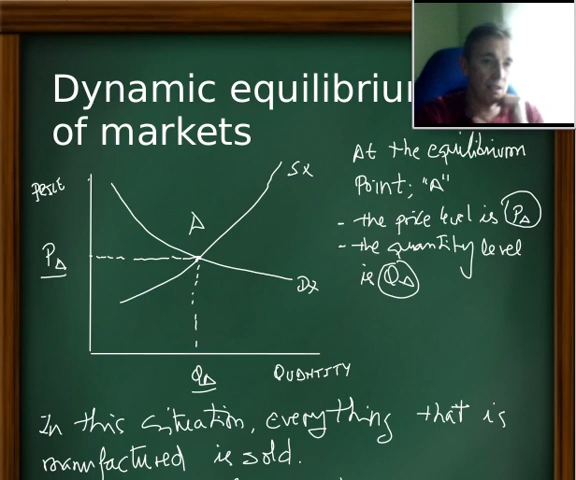 Dynamic equilibriu
of markets
At the equilibrium
Point; "A"
- the price level is PA
- the quantity level
is QA
PRICE
SX
A
PA
DX
QA
QUANTITY
In this situation, everything that is
manufactured is sold.